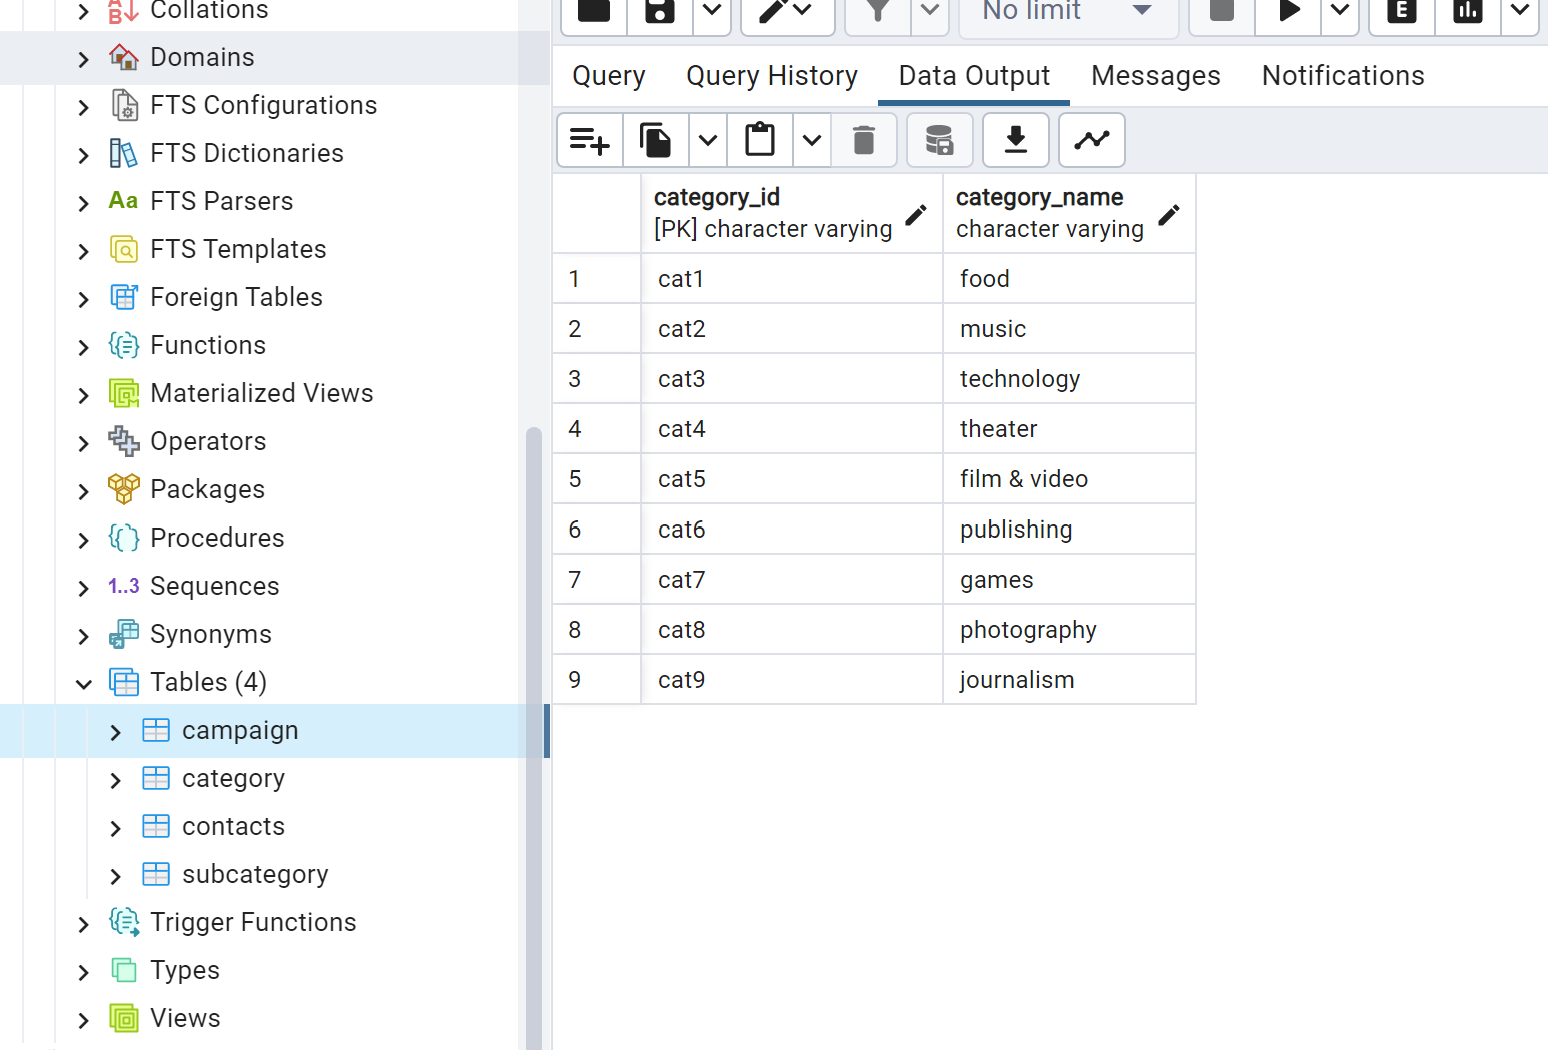 Collations
Domains
FTS Configurations
FTS Dictionaries
Aa FTS Parsers
FTS Templates
Foreign Tables
Functions
Materialized Views
Operators
Packages
Procedures
1..3 Sequences
Synonyms
Tables (4)
campaign
category
contacts
subcategory
Trigger Functions
Types
Views
No limit
E
Query Query History Data Output Messages Notifications
category_id category_name
[PK] character varying character varying
1 cat1 food
2 cat2 music
3 cat3 technology
4 cat4 theater
5 cat5 film & video
6 cat6 publishing
7 cat7 games
8 cat8 photography
9 cat9 journalism